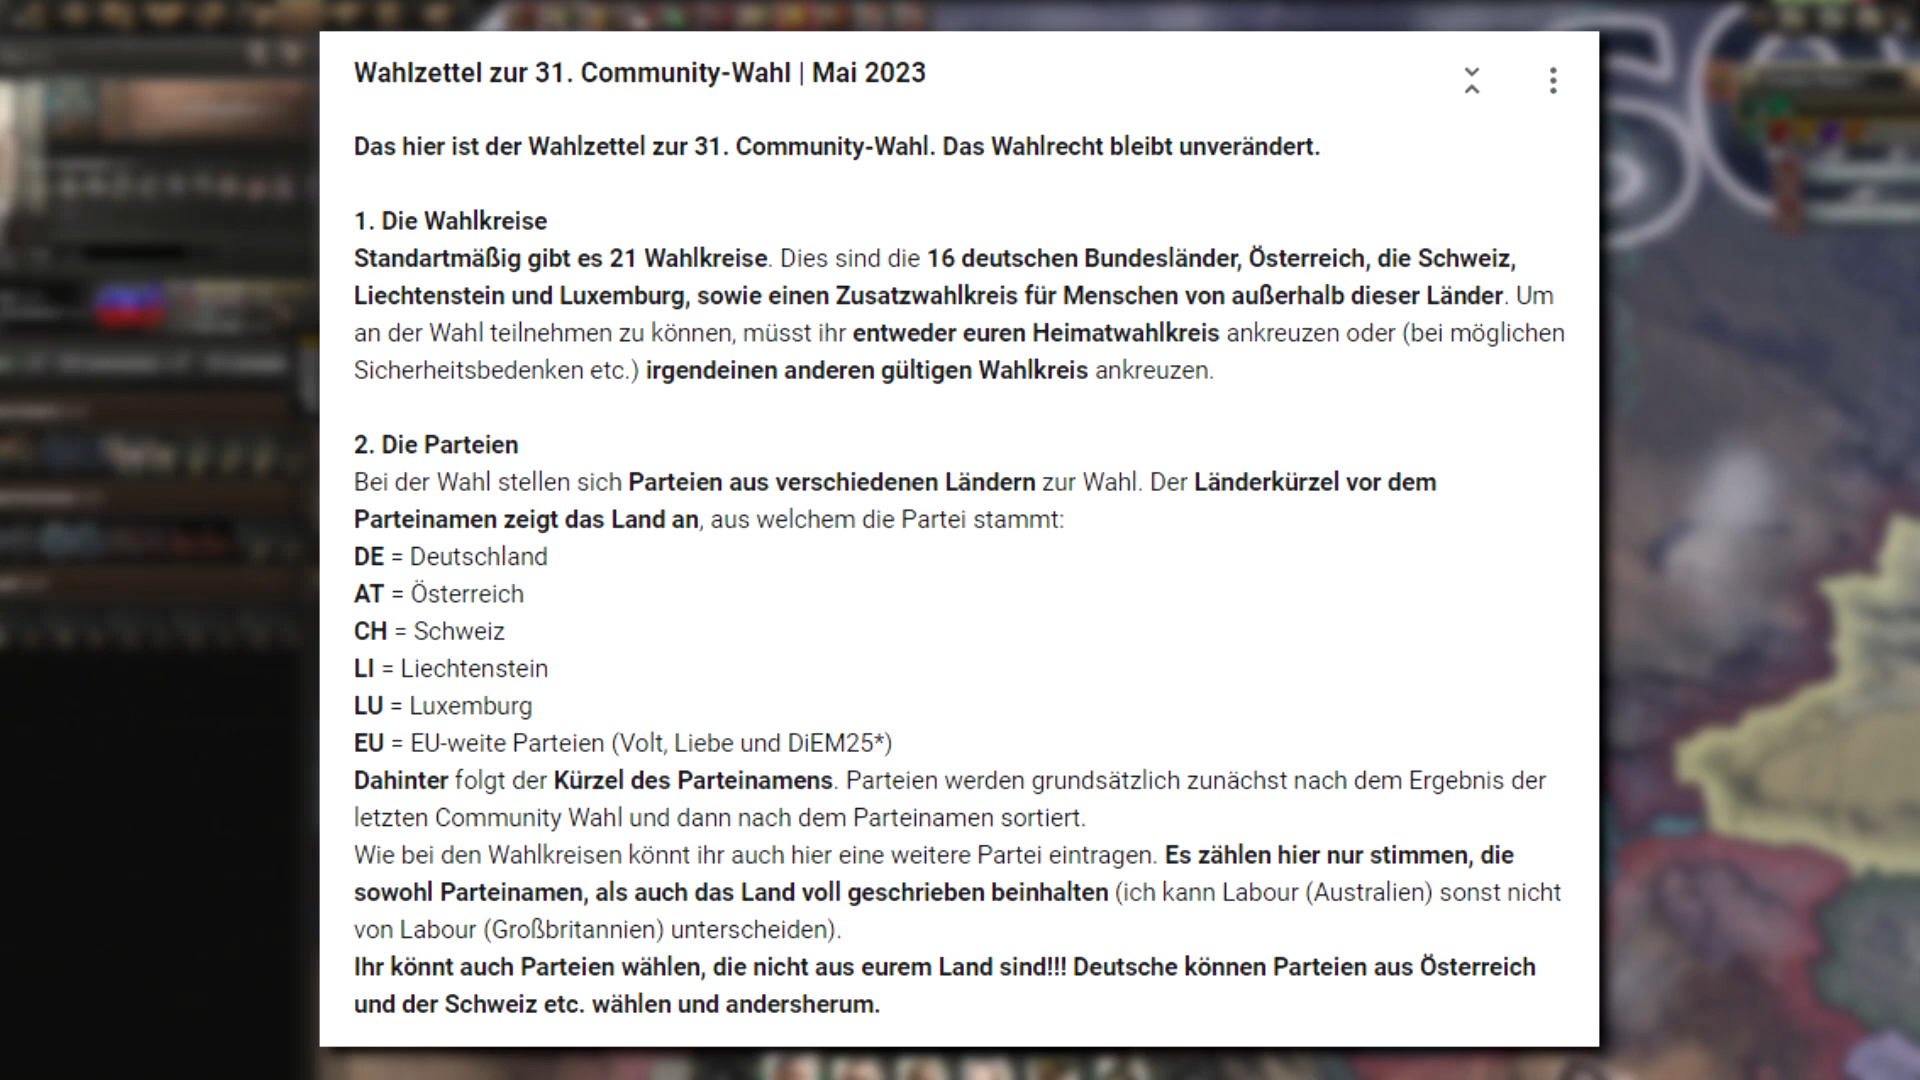 Wahlzettel zur 31. Community-Wahl | Mai 2023
Das hier ist der Wahlzettel zur 31. Community-Wahl. Das Wahlrecht bleibt unverändert.
1. Die Wahlkreise
Standartmäßig gibt es 21 Wahlkreise. Dies sind die 16 deutschen Bundesländer, Österreich, die Schweiz,
Liechtenstein und Luxemburg, sowie einen Zusatzwahlkreis für Menschen von außerhalb dieser Länder. Um
an der Wahl teilnehmen zu können, müsst ihr entweder euren Heimatwahlkreis ankreuzen oder (bei möglichen
Sicherheitsbedenken etc.) irgendeinen anderen gültigen Wahlkreis ankreuzen.
2. Die Parteien
Bei der Wahl stellen sich Parteien aus verschiedenen Ländern zur Wahl. Der Länderkürzel vor dem
Parteinamen zeigt das Land an, aus welchem die Partei stammt:
DE = Deutschland
AT = Österreich
CH = Schweiz
LI = Liechtenstein
LU = Luxemburg
EU = EU-weite Parteien (Volt, Liebe und DiEM25*)
Dahinter folgt der Kürzel des Parteinamens. Parteien werden grundsätzlich zunächst nach dem Ergebnis der
letzten Community Wahl und dann nach dem Parteinamen sortiert.
Wie bei den Wahlkreisen könnt ihr auch hier eine weitere Partei eintragen. Es zählen hier nur stimmen, die
sowohl Parteinamen, als auch das Land voll geschrieben beinhalten (ich kann Labour (Australien) sonst nicht
von Labour (Großbritannien) unterscheiden).
Ihr könnt auch Parteien wählen, die nicht aus eurem Land sind!!! Deutsche können Parteien aus Österreich
und der Schweiz etc. wählen und andersherum.